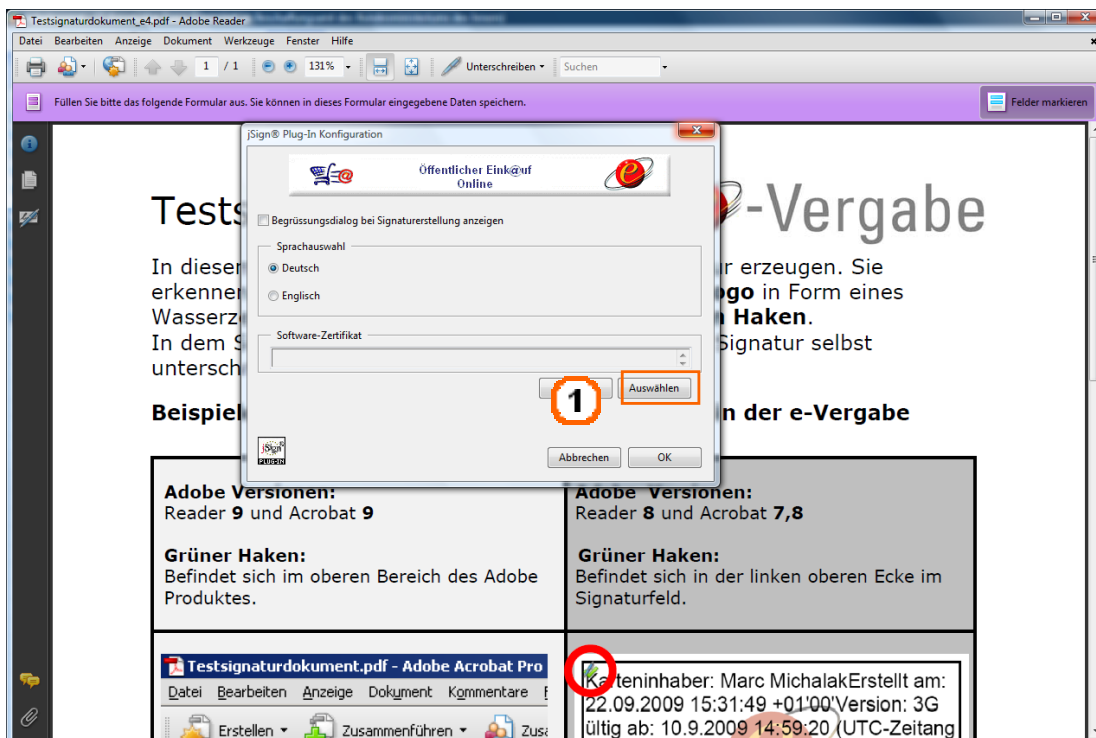 Testsignaturdokument_e4.pdf - Adobe Reader
Datei Bearbeiten Anzeige Dokument Werkzeuge Fenster Hilfe
1 / 1 131% Unterschreiben Suchen
Füllen Sie bitte das folgende Formular aus. Sie können in dieses Formular eingegebene Daten speichern.
Felder markieren
jSign® Plug-In Konfiguration
Öffentlicher Eink@uf
Online
Begrüssungsdialog bei Signaturerstellung anzeigen
Sprachauswahl
Deutsch
Englisch
Software-Zertifikat
1
Auswählen
jSign®
PLUG-IN
Abbrechen OK
Tests
-Vergabe
In dieser
r erzeugen. Sie
erkenne
ogo in Form eines
Wasserz
Haken.
In dem S
Signatur selbst
untersch
Beispiel
n der e-Vergabe
Adobe Versionen:
Reader 9 und Acrobat 9
Grüner Haken:
Befindet sich im oberen Bereich des Adobe
Produktes.
Adobe Versionen:
Reader 8 und Acrobat 7,8
Grüner Haken:
Befindet sich in der linken oberen Ecke im
Signaturfeld.
Testsignaturdokument.pdf - Adobe Acrobat Pro
Datei Bearbeiten Anzeige Dokument Kommentare
Erstellen Zusammenführen Zusa
Karteninhaber: Marc MichalakErstellt am:
22.09.2009 15:31:49 +01'00'Version: 3G
ültig ab: 10.9.2009 14:59:20 (UTC-Zeitang